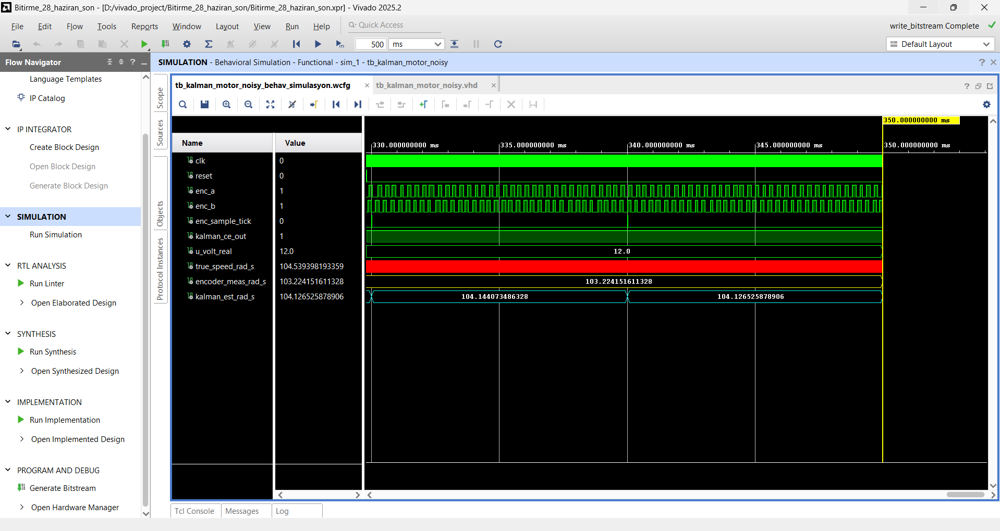 Bitirme_28_haziran_son - [D:/vivado_project/Bitirme_28_haziran_son/Bitirme_28_haziran_son.xpr] - Vivado 2025.2
File Edit Flow Tools Reports Window Layout View Run Help Quick Access
write_bitstream Complete
500 ms
Default Layout
Flow Navigator
SIMULATION - Behavioral Simulation - Functional - sim_1 - tb_kalman_motor_noisy
Language Templates
IP Catalog
IP INTEGRATOR
Create Block Design
Open Block Design
Generate Block Design
SIMULATION
Run Simulation
RTL ANALYSIS
Run Linter
Open Elaborated Design
SYNTHESIS
Run Synthesis
Open Synthesized Design
IMPLEMENTATION
Run Implementation
Open Implemented Design
PROGRAM AND DEBUG
Generate Bitstream
Open Hardware Manager
Scope
Sources
Objects
Protocol Instances
tb_kalman_motor_noisy_behav_simulasyon.wcfg
tb_kalman_motor_noisy.vhd
350.000000000 ms
Name Value
330.000000000 ms 335.000000000 ms 340.000000000 ms 345.000000000 ms 350.000000000 ms
clk 0
reset 0
enc_a 1
enc_b 1
enc_sample_tick 0
kalman_ce_out 1
u_volt_real 12.0 12.0
true_speed_rad_s 104.539398193359
encoder_meas_rad_s 103.224151611328 103.224151611328
kalman_est_rad_s 104.126525878906 104.144073486328 104.126525878906
Tcl Console Messages Log